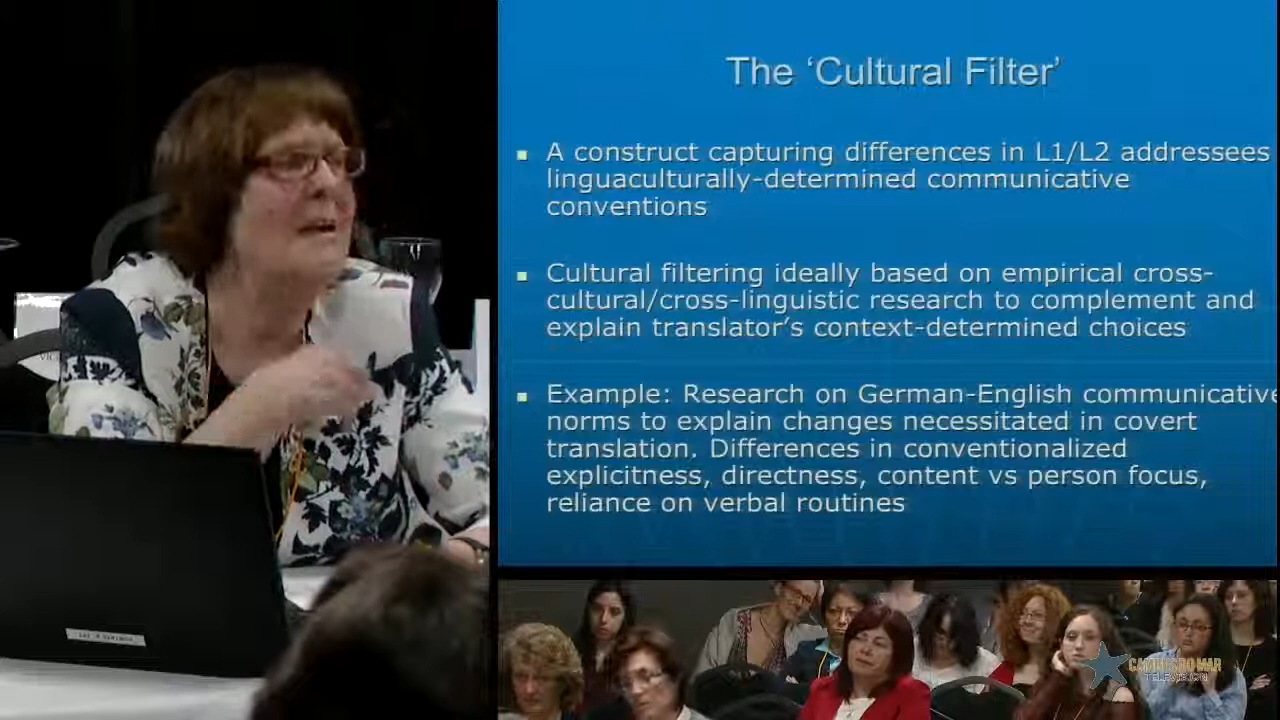 The ‘Cultural Filter’
A construct capturing differences in L1/L2 addressees
linguaculturally-determined communicative
conventions
Cultural filtering ideally based on empirical cross-
cultural/cross-linguistic research to complement and
explain translator’s context-determined choices
Example: Research on German-English communicative
norms to explain changes necessitated in covert
translation. Differences in conventionalized
explicitness, directness, content vs person focus,
reliance on verbal routines
TELEVISION